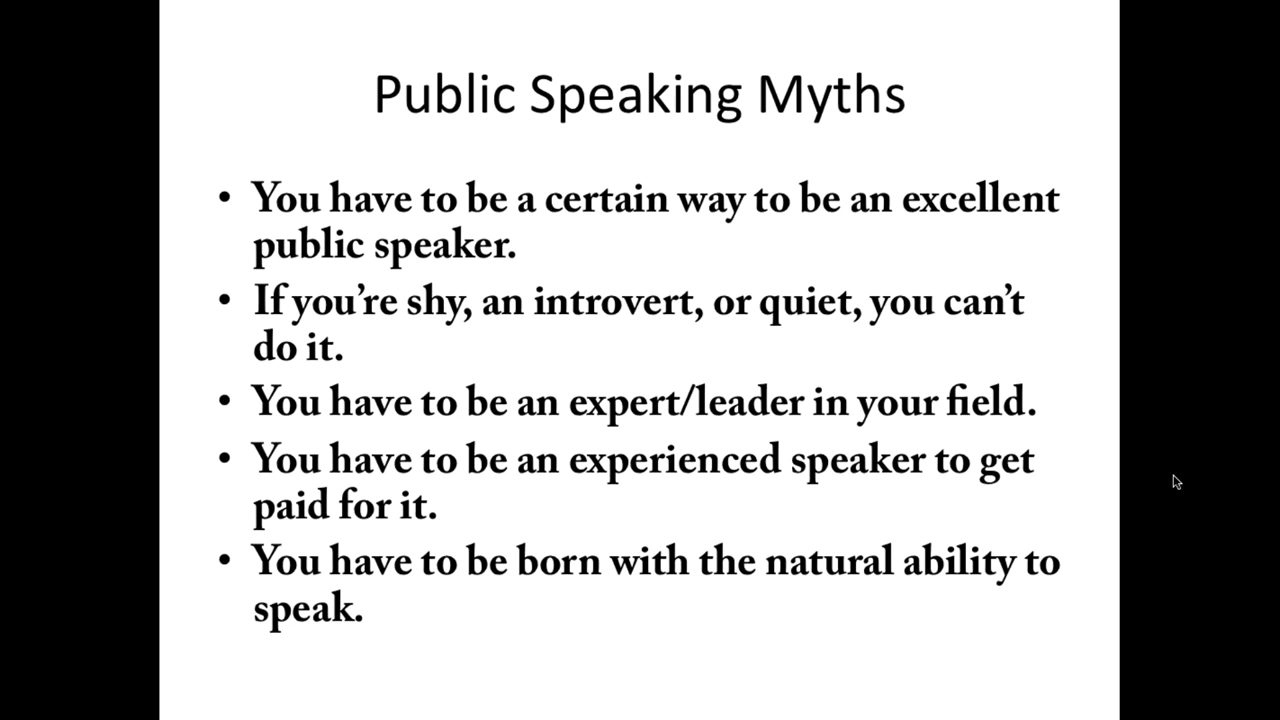 Public Speaking Myths
• You have to be a certain way to be an excellent
public speaker.
• If you’re shy, an introvert, or quiet, you can’t
do it.
• You have to be an expert/leader in your field.
• You have to be an experienced speaker to get
paid for it.
• You have to be born with the natural ability to
speak.